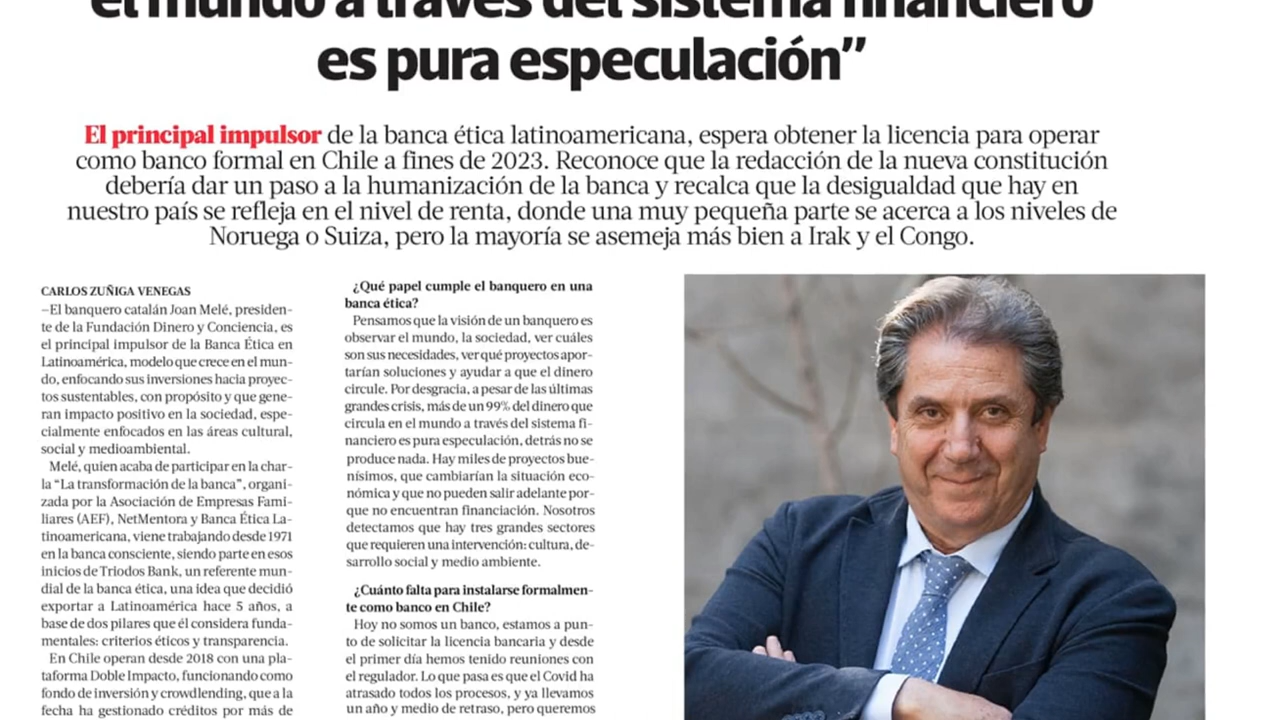 el mundo a través del sistema financiero
es pura especulación”
El principal impulsor de la banca ética latinoamericana, espera obtener la licencia para operar
como banco formal en Chile a fines de 2023. Reconoce que la redacción de la nueva constitución
debería dar un paso a la humanización de la banca y recalca que la desigualdad que hay en
nuestro país se refleja en el nivel de renta, donde una muy pequeña parte se acerca a los niveles de
Noruega o Suiza, pero la mayoría se asemeja más bien a Irak y el Congo.
CARLOS ZUÑIGA VENEGAS
—El banquero catalán Joan Melé, presiden-
te de la Fundación Dinero y Conciencia, es
el principal impulsor de la Banca Ética en
Latinoamérica, modelo que crece en el mun-
do, enfocando sus inversiones hacia proyec-
tos sustentables, con propósito y que gene-
ran impacto positivo en la sociedad, espe-
cialmente enfocados en las áreas cultural,
social y medioambiental.
Melé, quien acaba de participar en la char-
la “La transformación de la banca”, organi-
zada por la Asociación de Empresas Fami-
liares (AEF), NetMentora y Banca Ética La-
tinoamericana, viene trabajando desde 1971
en la banca consciente, siendo parte en esos
inicios de Triodos Bank, un referente mun-
dial de la banca ética, una idea que decidió
exportar a Latinoamérica hace 5 años, a
base de dos pilares que él considera funda-
mentales: criterios éticos y transparencia.
En Chile operan desde 2018 con una pla-
taforma Doble Impacto, funcionando como
fondo de inversión y crowdlending, que a la
fecha ha gestionado créditos por más de
¿Qué papel cumple el banquero en una
banca ética?
Pensamos que la visión de un banquero es
observar el mundo, la sociedad, ver cuáles
son sus necesidades, ver qué proyectos apor-
tarían soluciones y ayudar a que el dinero
circule. Por desgracia, a pesar de las últimas
grandes crisis, más de un 99% del dinero que
circula en el mundo a través del sistema fi-
nanciero es pura especulación, detrás no se
produce nada. Hay miles de proyectos bue-
nísimos, que cambiarían la situación eco-
nómica y que no pueden salir adelante por-
que no encuentran financiación. Nosotros
detectamos que hay tres grandes sectores
que requieren una intervención: cultura, de-
sarrollo social y medio ambiente.
¿Cuánto falta para instalarse formalmen-
te como banco en Chile?
Hoy no somos un banco, estamos a pun-
to de solicitar la licencia bancaria y desde
el primer día hemos tenido reuniones con
el regulador. Lo que pasa es que el Covid ha
atrasado todos los procesos, y ya llevamos
un año y medio de retraso, pero queremos